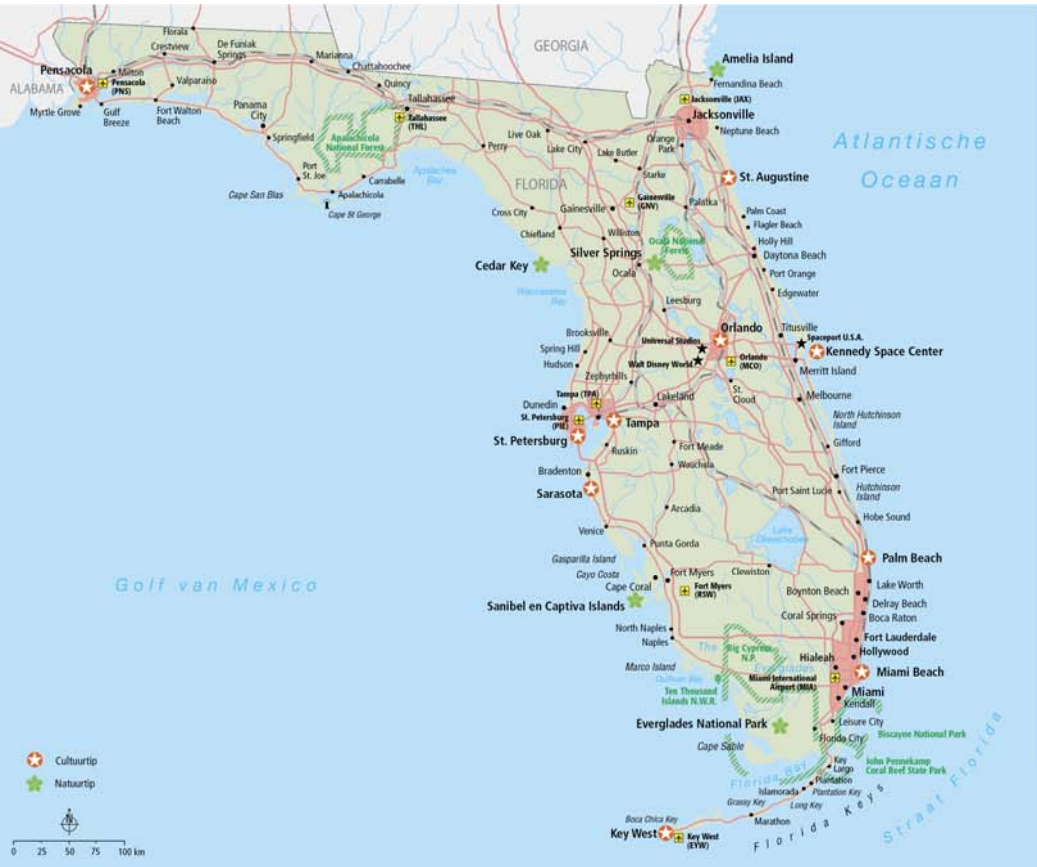 Florala
GEORGIA
Crestview
De Funiak
Springs
Marianna
Chattahoochee
Amelia Island
Pensacola
Milton
Pensacola
(PNS)
Valparaiso
Quincy
Fernandina Beach
ALABAMA
Myrtle Grove
Gulf
Breeze
Fort Walton
Beach
Panama
City
Tallahassee
Tallahassee
(THL)
Jacksonville (JAX)
Jacksonville
Neptune Beach
Springfield
Apalachicola
National Forest
Perry
Live Oak
Lake City
Orange
Park
Lake Butler
Starke
Atlantische
Oceaan
Port
St. Joe
Carrabelle
Apalachee
Bay
FLORIDA
St. Augustine
Cape San Blas
Apalachicola
Cape St George
Cross City
Gainesville
Gainesville
(GNV)
Palatka
Palm Coast
Flagler Beach
Chiefland
Williston
Ocala National
Forest
Holly Hill
Daytona Beach
Silver Springs
Cedar Key
Ocala
Port Orange
Edgewater
Waccasassa
Bay
Leesburg
Brooksville
Orlando
Titusville
Spaceport U.S.A.
Universal Studios
Kennedy Space Center
Spring Hill
Hudson
Walt Disney World
Orlando
(MCO)
Merritt Island
Zephyrhills
St.
Cloud
Tampa (TPA)
Dunedin
Lakeland
Melbourne
St. Petersburg
(PIE)
Tampa
North Hutchinson
Island
St. Petersburg
Ruskin
Fort Meade
Gifford
Bradenton
Wauchula
Fort Pierce
Sarasota
Port Saint Lucie
Hutchinson
Island
Arcadia
Hobe Sound
Venice
Lake
Okeechobee
Punta Gorda
Gasparilla Island
Palm Beach
Cayo Costa
Fort Myers
Clewiston
Golf van Mexico
Cape Coral
Fort Myers
(RSW)
Lake Worth
Boynton Beach
Delray Beach
Sanibel en Captiva Islands
Coral Springs
Boca Raton
North Naples
Naples
Fort Lauderdale
The
Everglades
Big Cypress
N.P.
Hollywood
Hialeah
Marco Island
Gullivan Bay
Miami International
Airport (MIA)
Miami Beach
Ten Thousand
Islands N.W.R.
Miami
Kendall
Everglades National Park
Leisure City
Florida City
Biscayne National Park
Cape Sable
Key
Largo
John Pennekamp
Coral Reef State Park
Florida Bay
Plantation
Islamorada
Plantation Key
Grassy Key
Long Key
Boca Chica Key
Marathon
Key West
Key West
(EYW)
Florida Keys
Straat Florida
Cultuurtip
Natuurtip
N
0 25 50 75 100 km